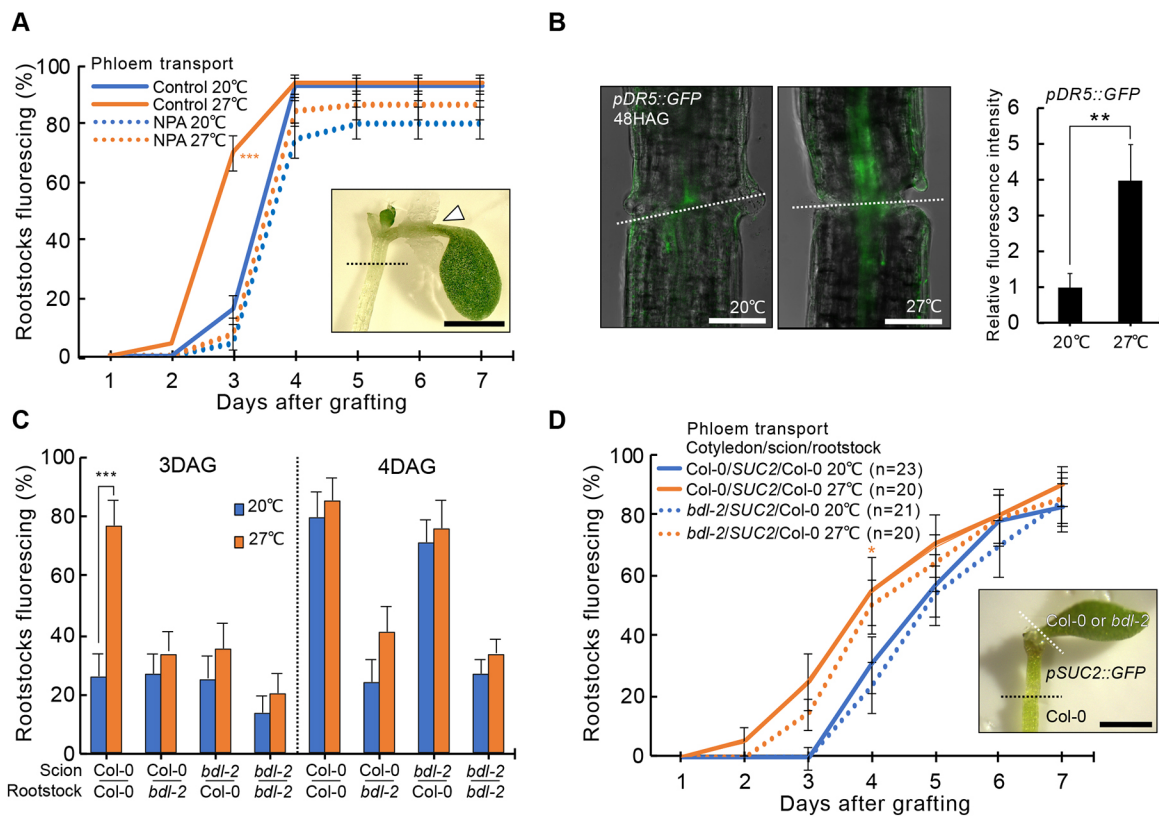 A
Phloem transport
Control 20℃
Control 27℃
NPA 20℃
NPA 27℃
***
Rootstocks fluorescing (%)
100
80
60
40
20
0
1 2 3 4 5 6 7
Days after grafting
B
pDR5::GFP
48HAG
20℃
27℃
pDR5::GFP
**
Relative fluorescence intensity
6
5
4
3
2
1
0
20℃ 27℃
C
3DAG
4DAG
***
20℃
27℃
Rootstocks fluorescing (%)
100
80
60
40
20
0
Scion Col-0 Col-0 bdl-2 bdl-2 Col-0 Col-0 bdl-2 bdl-2
Rootstock Col-0 bdl-2 Col-0 bdl-2 Col-0 bdl-2 Col-0 bdl-2
D
Phloem transport
Cotyledon/scion/rootstock
Col-0/SUC2/Col-0 20℃ (n=23)
Col-0/SUC2/Col-0 27℃ (n=20)
bdl-2/SUC2/Col-0 20℃ (n=21)
bdl-2/SUC2/Col-0 27℃ (n=20)
*
Rootstocks fluorescing (%)
100
80
60
40
20
0
Col-0 or bdl-2
pSUC2::GFP
Col-0
1 2 3 4 5 6 7
Days after grafting